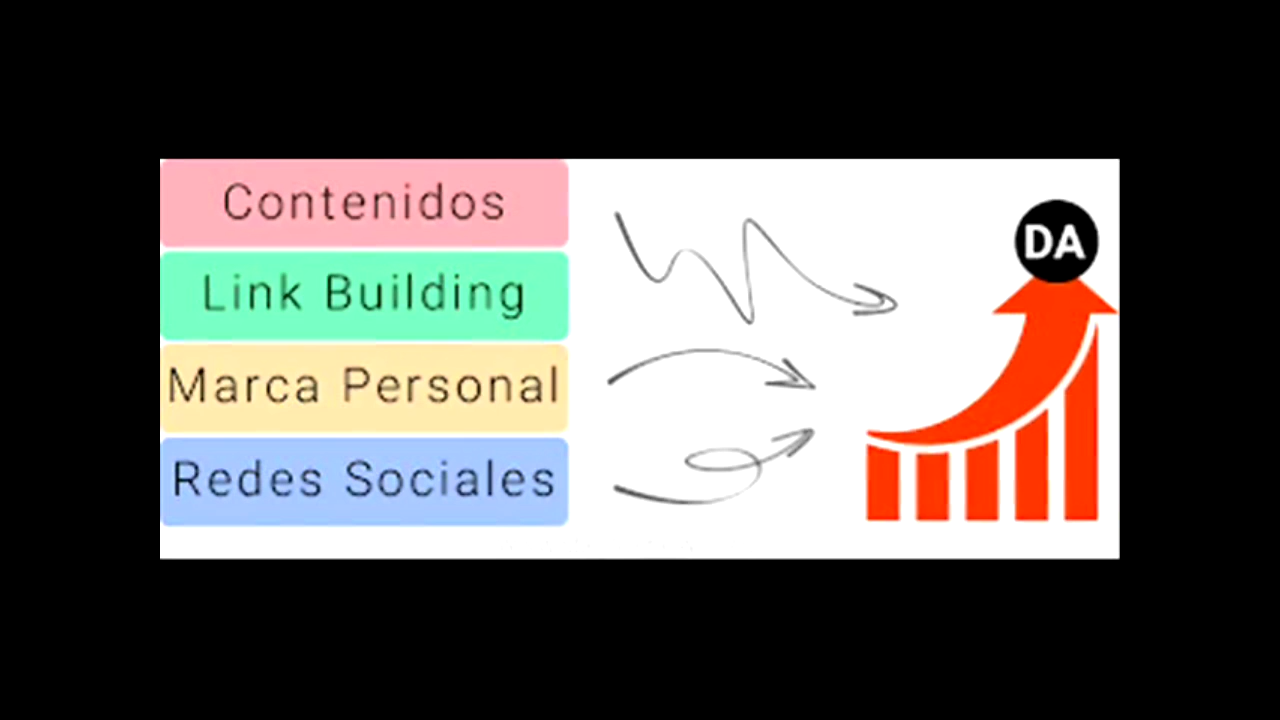 Contenidos
Link Building
Marca Personal
Redes Sociales
DA